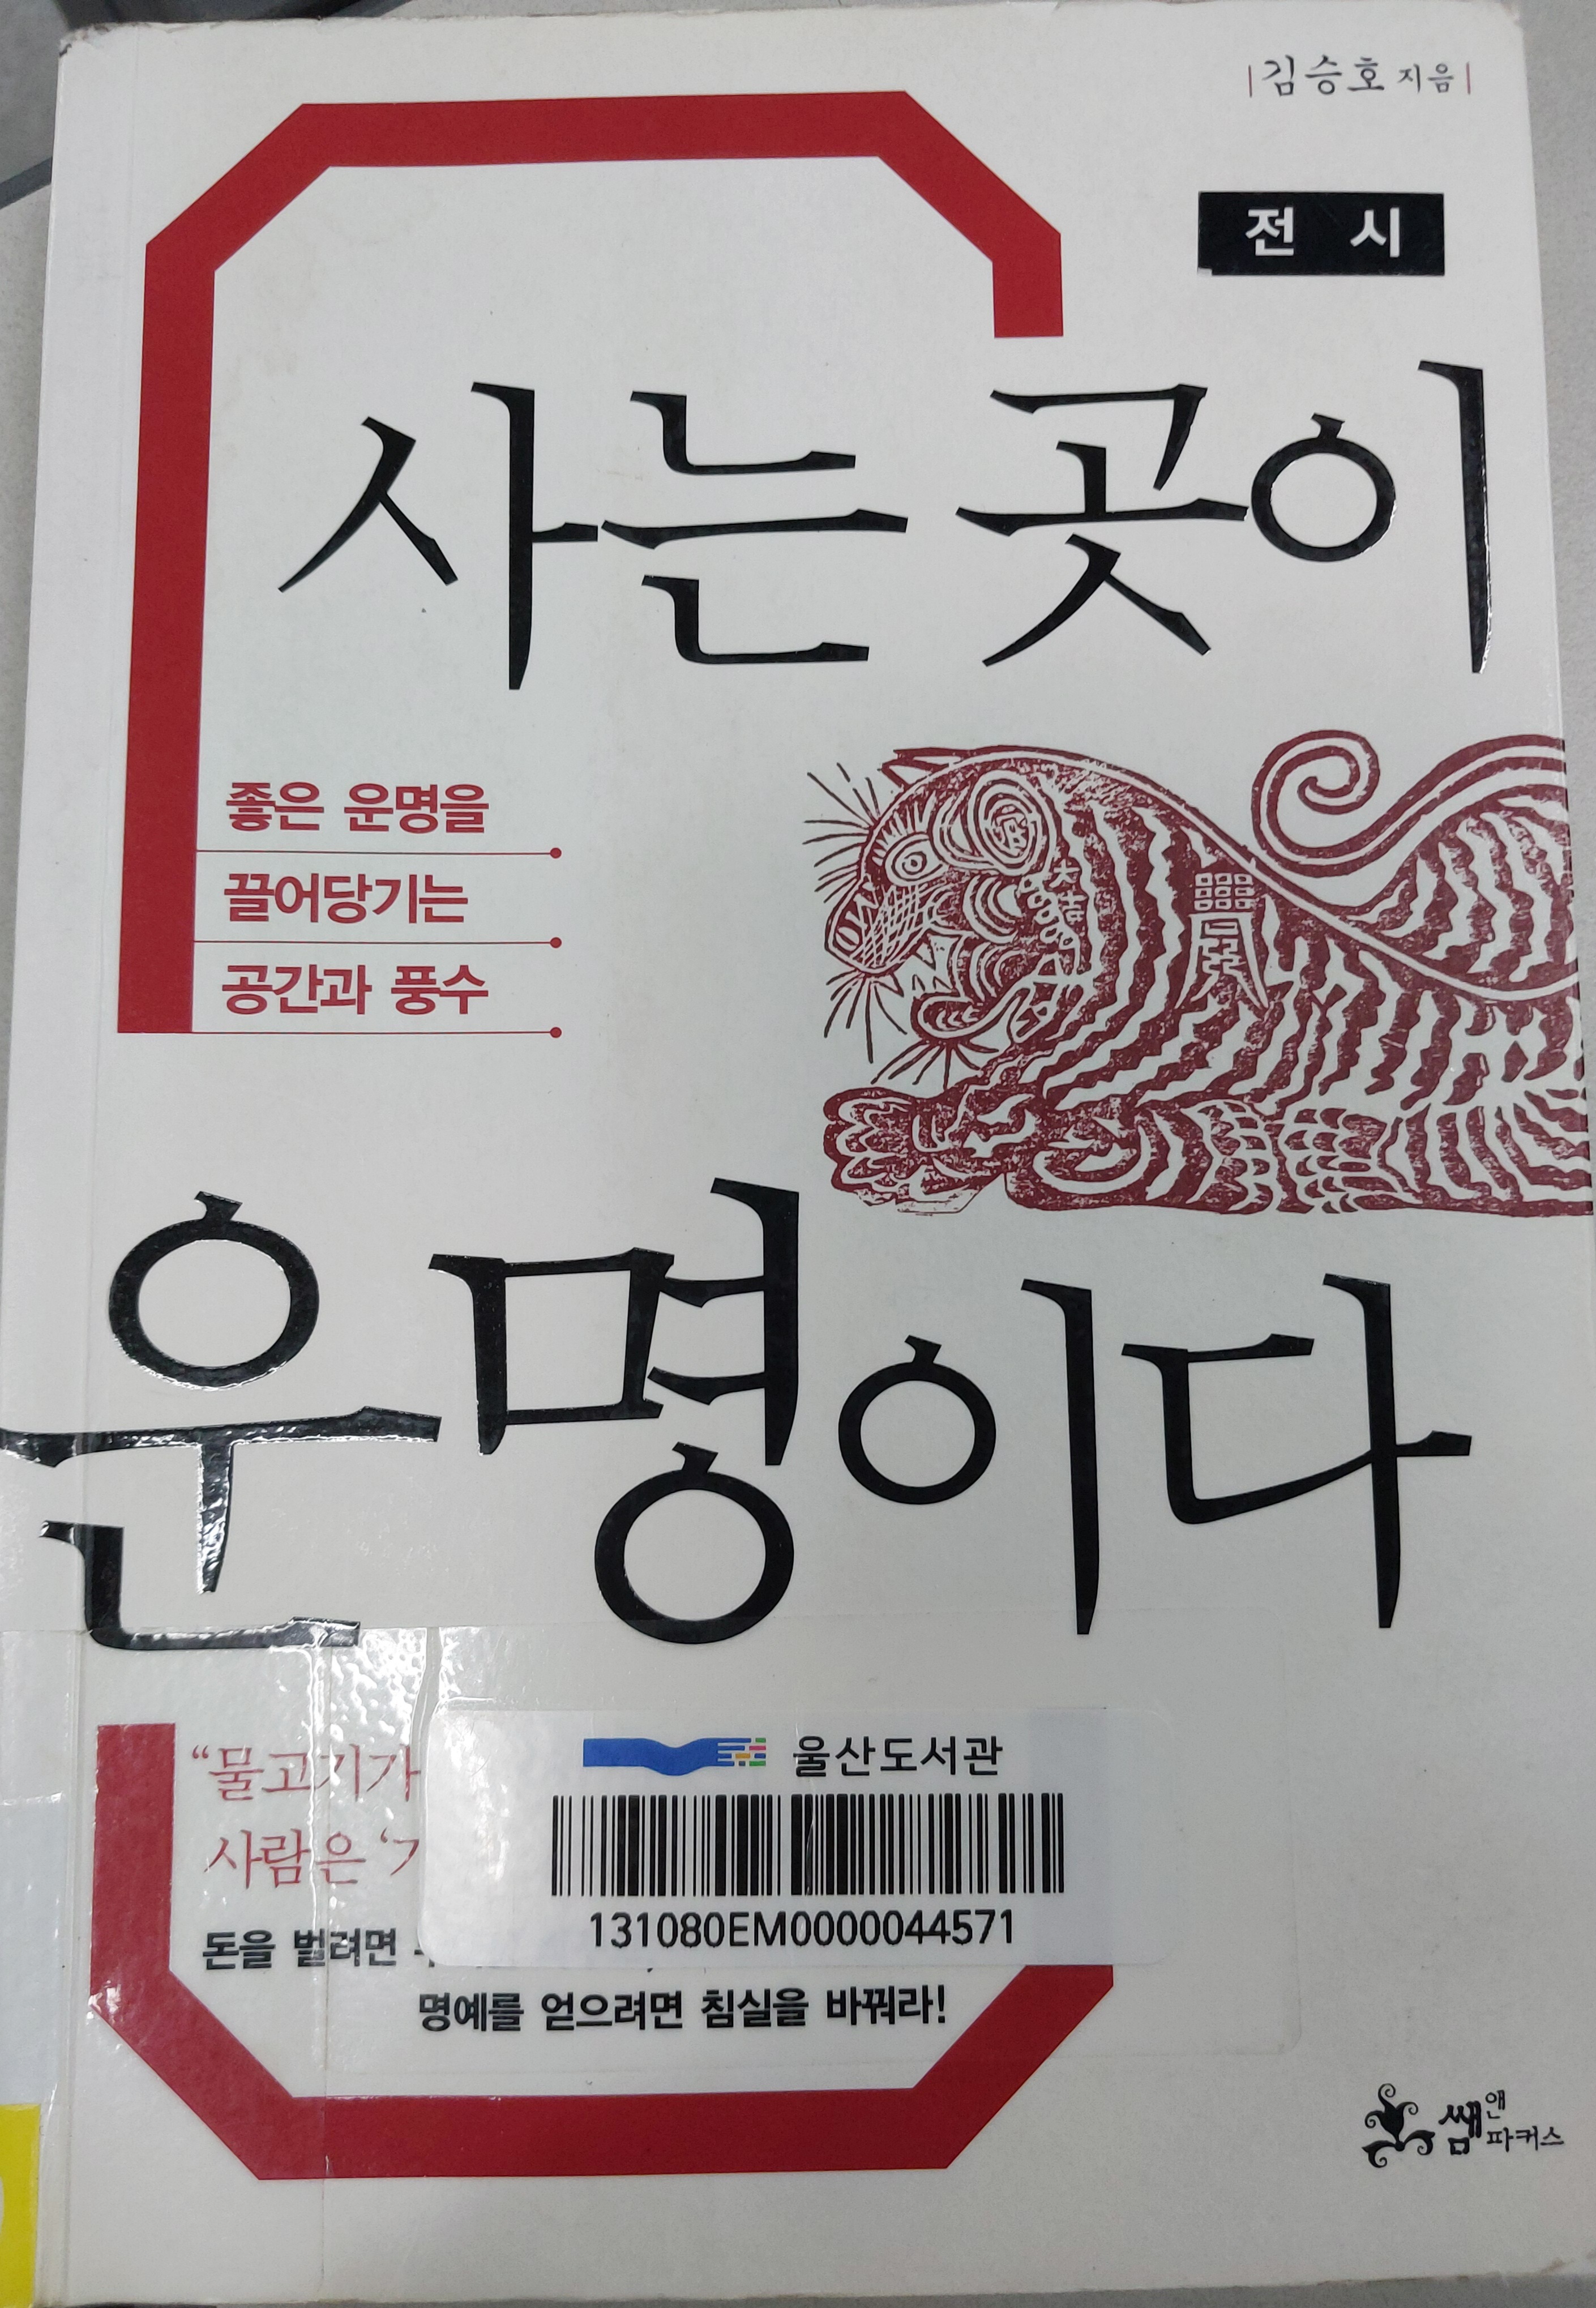 김승호 지음
전 시
사는 곳이
좋은 운명을
끌어당기는
공간과 풍수
大吉
운명이다
“물고기가
사람은
돈을 벌려면
명예를 얻으려면 침실을 바꿔라!
울산도서관
131080EM0000044571
쌤앤파커스